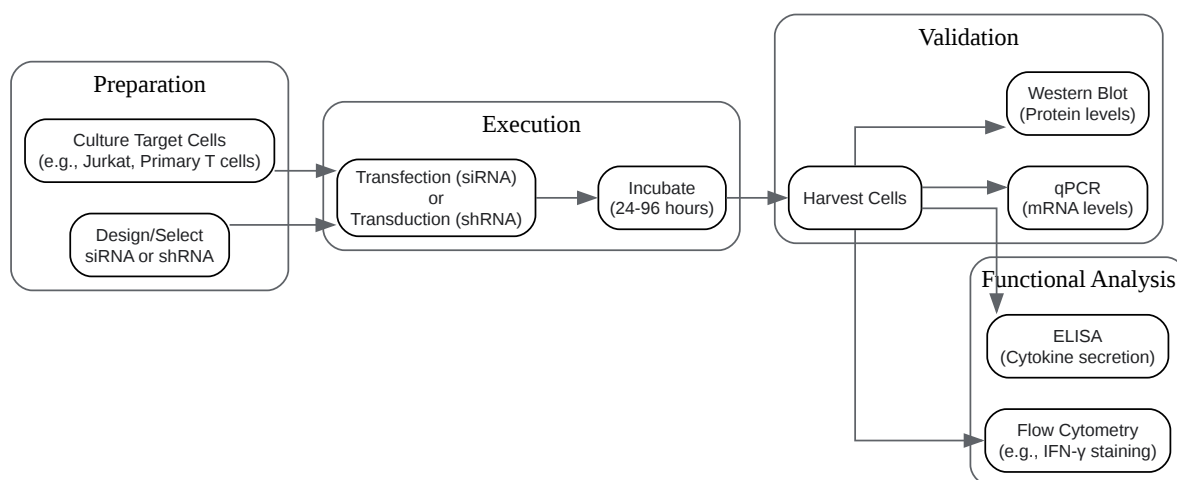 Preparation
Culture Target Cells
(e.g., Jurkat, Primary T cells)
Design/Select
siRNA or shRNA
Execution
Transfection (siRNA)
or
Transduction (shRNA)
Incubate
(24-96 hours)
Validation
Harvest Cells
Western Blot
(Protein levels)
qPCR
(mRNA levels)
Functional Analysis
ELISA
(Cytokine secretion)
Flow Cytometry
(e.g., IFN-γ staining)